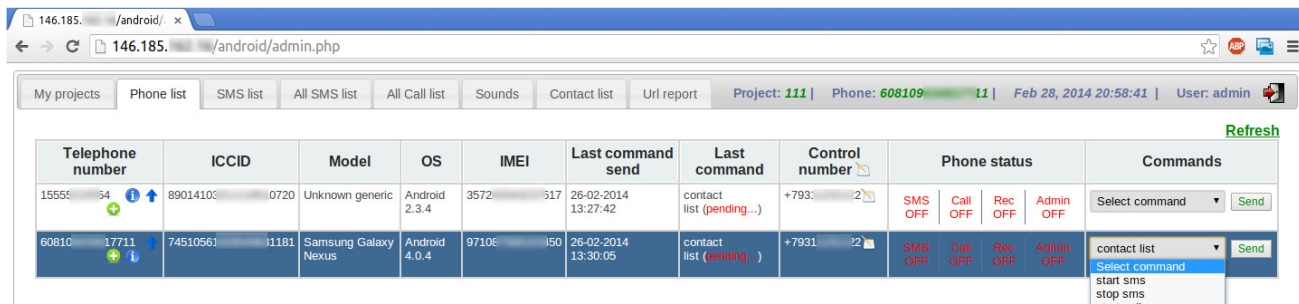 146.185. /android/
146.185. /android/admin.php
ABP
My projects Phone list SMS list All SMS list All Call list Sounds Contact list Url report Project: 111 | Phone: 608109 11 | Feb 28, 2014 20:58:41 | User: admin
Refresh
Telephone number ICCID Model OS IMEI Last command send Last command Control number Phone status Commands
15555 54 8901410 0720 Unknown generic Android 2.3.4 3572 517 26-02-2014 13:27:42 contact list (pending...) +793 2 SMS OFF Call OFF Rec OFF Admin OFF Select command Send
60810 17711 7451056 1181 Samsung Galaxy Nexus Android 4.0.4 9710 450 26-02-2014 13:30:05 contact list (pending...) +7931 22 SMS OFF Call OFF Rec OFF Admin OFF contact list Send
Select command
start sms
stop sms